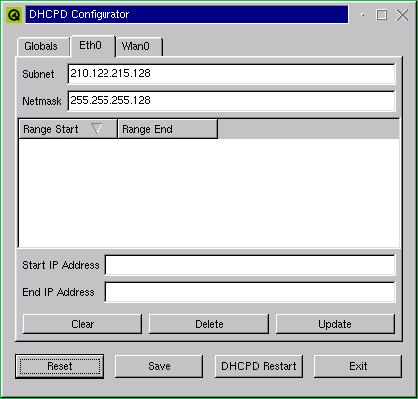 DHCPD Configurator
Globals Eth0 Wlan0
Subnet 210.122.215.128
Netmask 255.255.255.128
Range Start Range End
Start IP Address
End IP Address
Clear Delete Update
Reset Save DHCPD Restart Exit